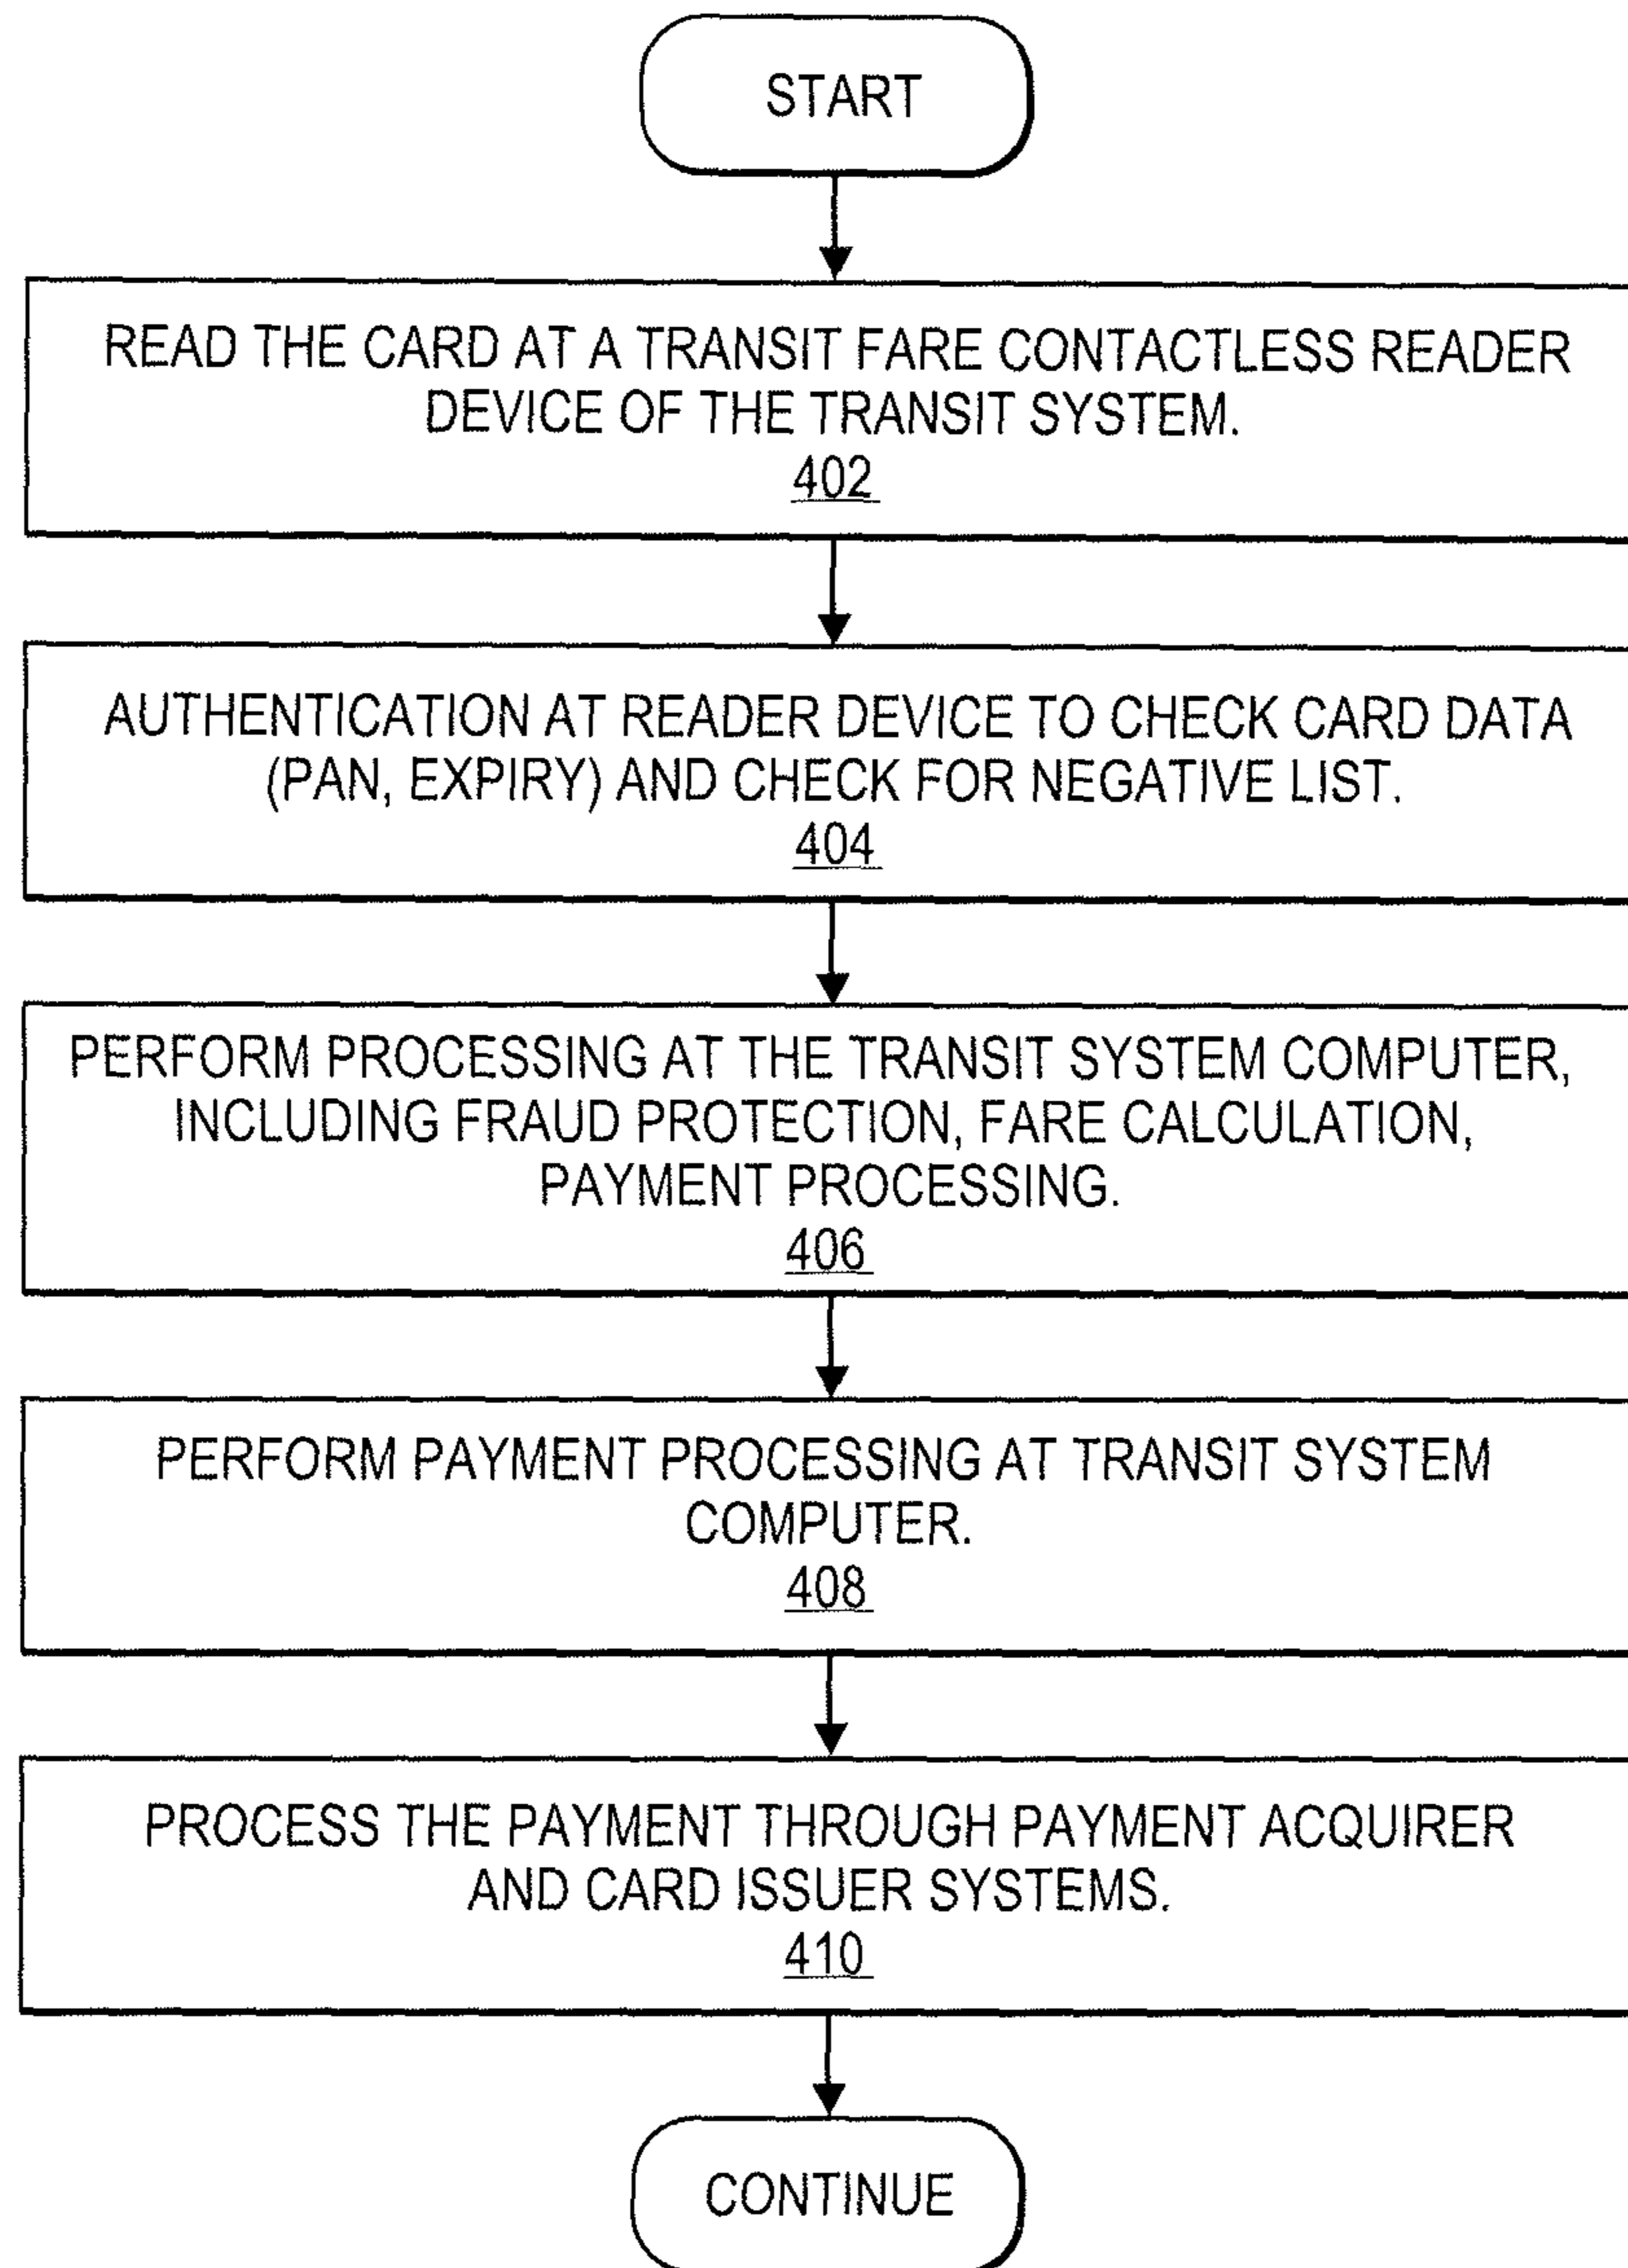 START
READ THE CARD AT A TRANSIT FARE CONTACTLESS READER
DEVICE OF THE TRANSIT SYSTEM.
402
AUTHENTICATION AT READER DEVICE TO CHECK CARD DATA
(PAN, EXPIRY) AND CHECK FOR NEGATIVE LIST.
404
PERFORM PROCESSING AT THE TRANSIT SYSTEM COMPUTER,
INCLUDING FRAUD PROTECTION, FARE CALCULATION,
PAYMENT PROCESSING.
406
PERFORM PAYMENT PROCESSING AT TRANSIT SYSTEM
COMPUTER.
408
PROCESS THE PAYMENT THROUGH PAYMENT ACQUIRER
AND CARD ISSUER SYSTEMS.
410
CONTINUE